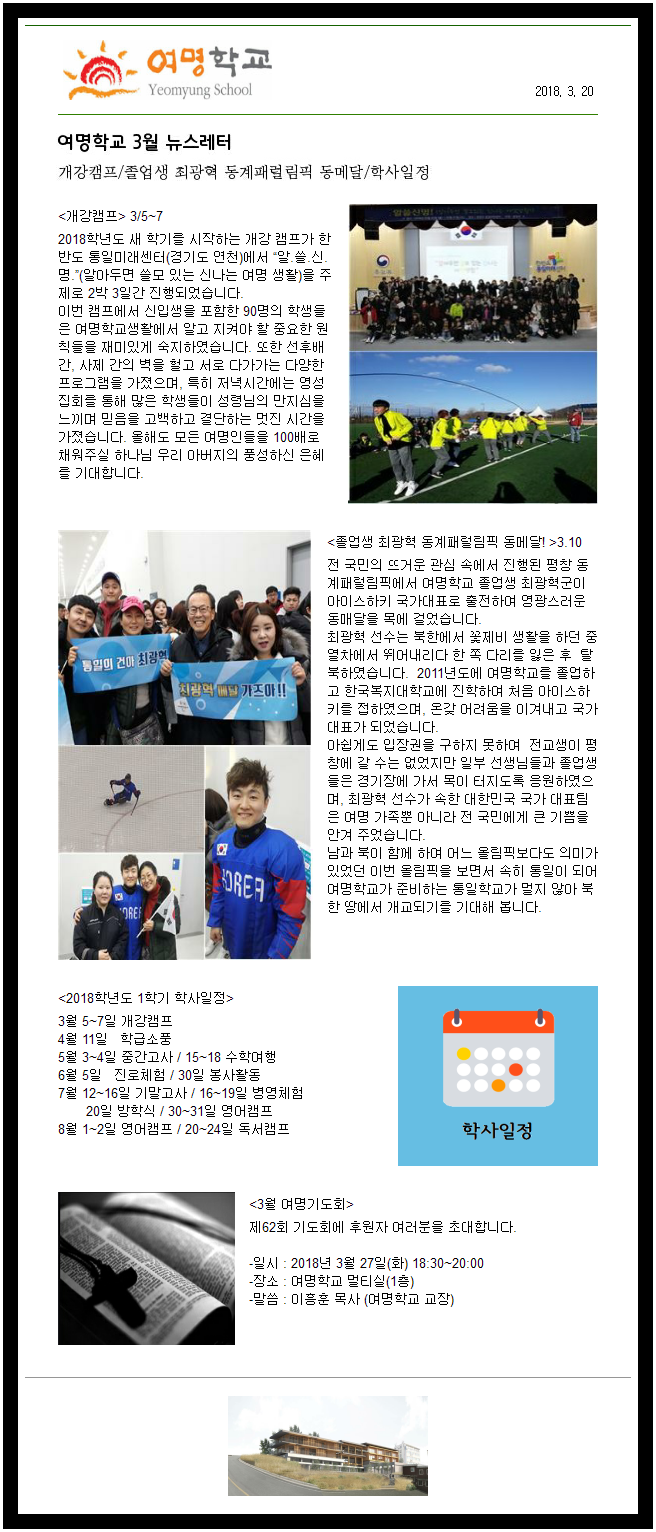 여명학교
Yeomyung School
2018. 3. 20
여명학교 3월 뉴스레터
개강캠프/졸업생 최광혁 동계패럴림픽 동메달/학사일정
<개강캠프> 3/5~7
2018학년도 새 학기를 시작하는 개강 캠프가 한
반도 통일미래센터(경기도 연천)에서 “알.쓸.신.
명.”(알아두면 쓸모 있는 신나는 여명 생활)을 주
제로 2박 3일간 진행되었습니다.
이번 캠프에서 신입생을 포함한 90명의 학생들
은 여명학교생활에서 알고 지켜야 할 중요한 원
칙들을 재미있게 숙지하였습니다. 또한 선후배
간, 사제 간의 벽을 헐고 서로 다가가는 다양한
프로그램을 가졌으며, 특히 저녁시간에는 영성
집회를 통해 많은 학생들이 성령님의 만지심을
느끼며 믿음을 고백하고 결단하는 멋진 시간을
가졌습니다. 올해도 모든 여명인들을 100배로
채워주실 하나님 우리 아버지의 풍성하신 은혜
를 기대합니다.
통일의 건아 최광혁
최광혁 메달 가즈아!!
KOREA
<졸업생 최광혁 동계패럴림픽 동메달! >3.10
전 국민의 뜨거운 관심 속에서 진행된 평창 동
계패럴림픽에서 여명학교 졸업생 최광혁군이
아이스하키 국가대표로 출전하여 영광스러운
동매달을 목에 걸었습니다.
최광혁 선수는 북한에서 꽃제비 생활을 하던 중
열차에서 뛰어내리다 한 쪽 다리를 잃은 후 탈
북하였습니다. 2011년도에 여명학교를 졸업하
고 한국복지대학교에 진학하여 처음 아이스하
키를 접하였으며, 온갖 어려움을 이겨내고 국가
대표가 되었습니다.
아쉽게도 입장권을 구하지 못하여 전교생이 평
창에 갈 수는 없었지만 일부 선생님들과 졸업생
들은 경기장에 가서 목이 터지도록 응원하였으
며, 최광혁 선수가 속한 대한민국 국가 대표팀
은 여명 가족뿐 아니라 전 국민에게 큰 기쁨을
안겨 주었습니다.
남과 북이 함께 하여 어느 올림픽보다도 의미가
있었던 이번 올림픽을 보면서 속히 통일이 되어
여명학교가 준비하는 통일학교가 멀지 않아 북
한 땅에서 개교되기를 기대해 봅니다.
<2018학년도 1학기 학사일정>
3월 5~7일 개강캠프
4월 11일 학급소풍
5월 3~4일 중간고사 / 15~18 수학여행
6월 5일 진로체험 / 30일 봉사활동
7월 12~16일 기말고사 / 16~19일 병영체험
20일 방학식 / 30~31일 영어캠프
8월 1~2일 영어캠프 / 20~24일 독서캠프
학사일정
<3월 여명기도회>
제62회 기도회에 후원자 여러분을 초대합니다.
-일시 : 2018년 3월 27일(화) 18:30~20:00
-장소 : 여명학교 멀티실(1층)
-말씀 : 이흥훈 목사 (여명학교 교장)